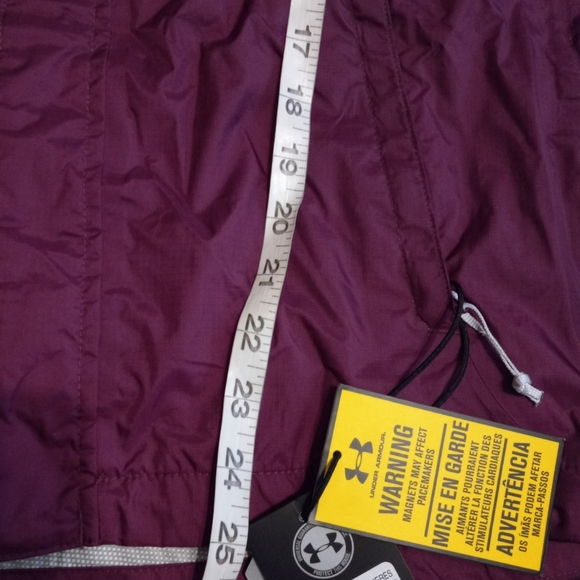 17
18
19
20
21
22
23
24
25
UNDER ARMOUR
WARNING
MAGNETS MAY AFFECT
PACEMAKERS
MISE EN GARDE
AIMANTS POURRAIENT
ALTÉRER LA FONCTION DES
STIMULATEURS CARDIAQUES
ADVERTÊNCIA
OS ÍMÃS PODEM AFETAR
MARCA-PASSOS